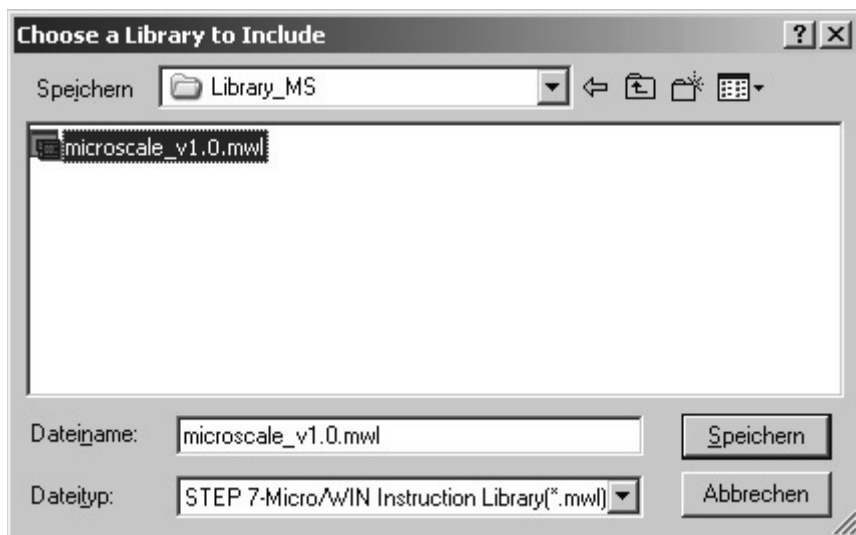 Choose a Library to Include
Speichern Library_MS
microscale_v1.0.mwl
Dateiname: microscale_v1.0.mwl Speichern
Dateityp: STEP 7-Micro/WIN Instruction Library(*.mwl) Abbrechen